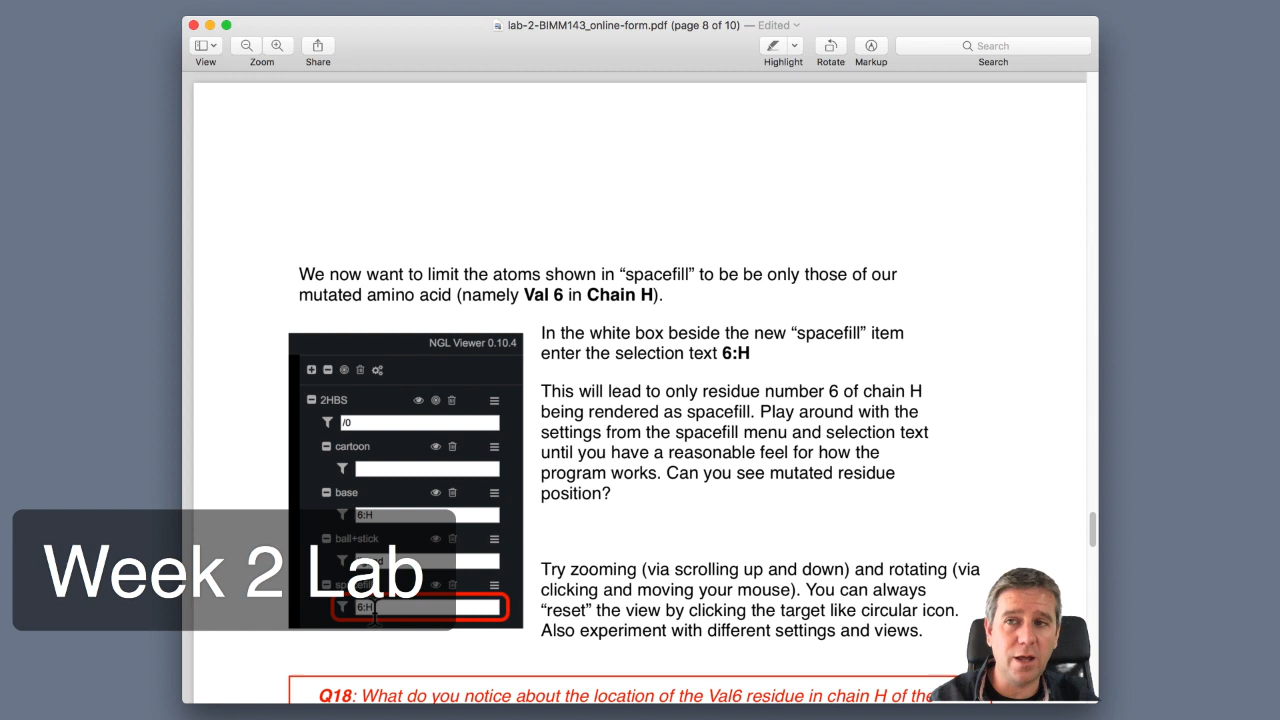 lab-2-BIMM143_online-form.pdf (page 8 of 10) — Edited
View
Zoom
Share
Highlight
Rotate
Markup
Search
Search
We now want to limit the atoms shown in “spacefill” to be be only those of our
mutated amino acid (namely Val 6 in Chain H).
NGL Viewer 0.10.4
2HBS
/0
cartoon
base
6:H
ball+stick
6:H
In the white box beside the new “spacefill” item
enter the selection text 6:H
This will lead to only residue number 6 of chain H
being rendered as spacefill. Play around with the
settings from the spacefill menu and selection text
until you have a reasonable feel for how the
program works. Can you see mutated residue
position?
Try zooming (via scrolling up and down) and rotating (via
clicking and moving your mouse). You can always
“reset” the view by clicking the target like circular icon.
Also experiment with different settings and views.
Q18: What do you notice about the location of the Val6 residue in chain H of the
Week 2 Lab